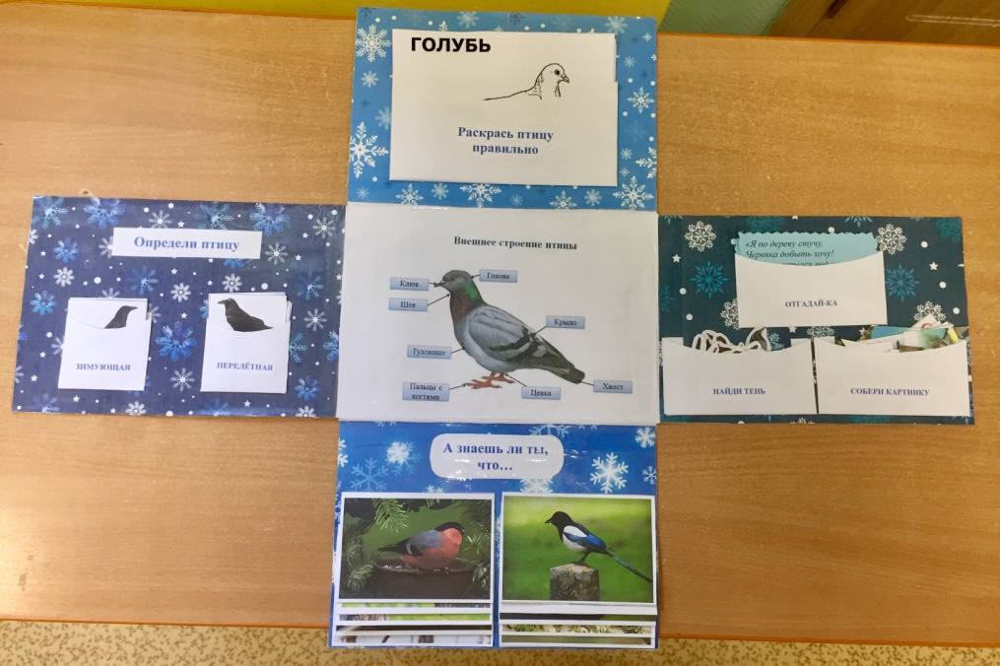 ГОЛУБЬ
Раскрась птицу
правильно
Определи птицу
ЗИМУЮЩАЯ
ПЕРЕЛЁТНАЯ
Внешнее строение птицы
Клюв
Голова
Шея
Крыло
Туловище
Пальцы с
когтями
Цевка
Хвост
«Я по дереву стучу,
Червяка добыть хочу!
ОТГАДАЙ-КА
НАЙДИ ТЕНЬ
СОБЕРИ КАРТИНКУ
А знаешь ли ты,
что…